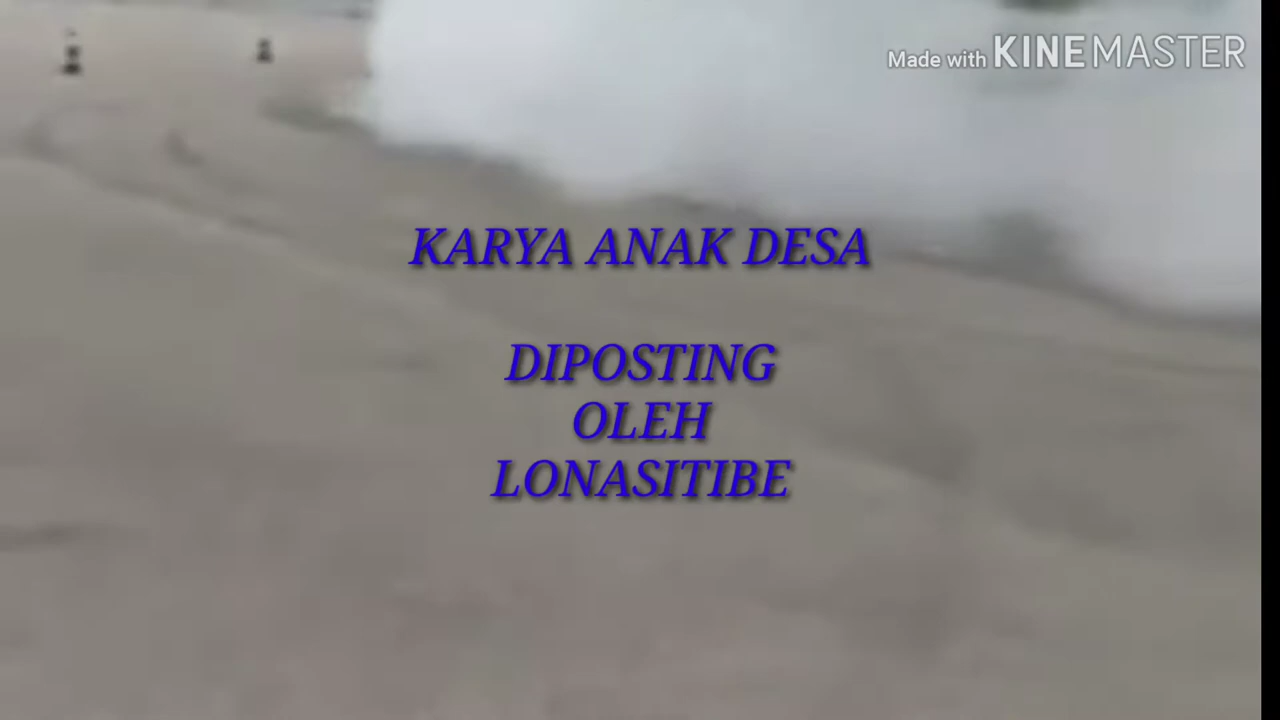 Made with KINEMASTER
KARYA ANAK DESA
DIPOSTING
OLEH
LONASITIBE